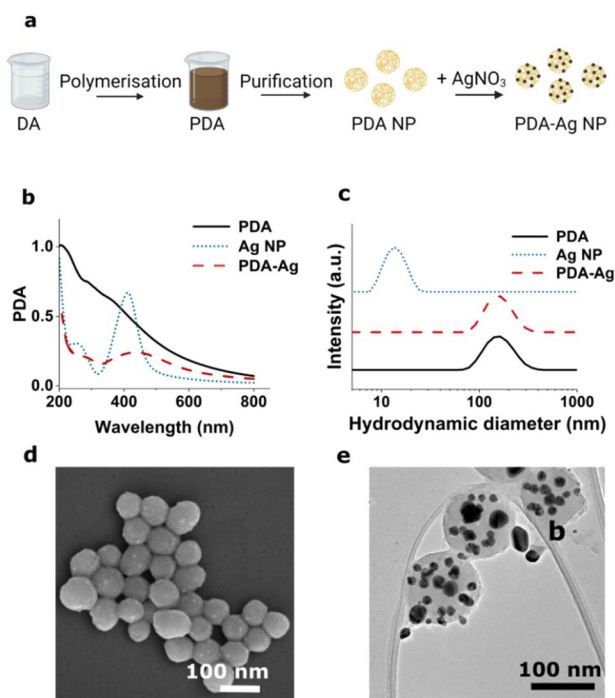 a
Polymerisation Purification + AgNO₃
DA PDA PDA NP PDA-Ag NP
b
PDA
Ag NP
PDA-Ag
1.0
0.5
0.0
PDA
200 400 600 800
Wavelength (nm)
c
PDA
Ag NP
PDA-Ag
Intensity (a.u.)
10 100 1000
Hydrodynamic diameter (nm)
d
100 nm
e
b
100 nm